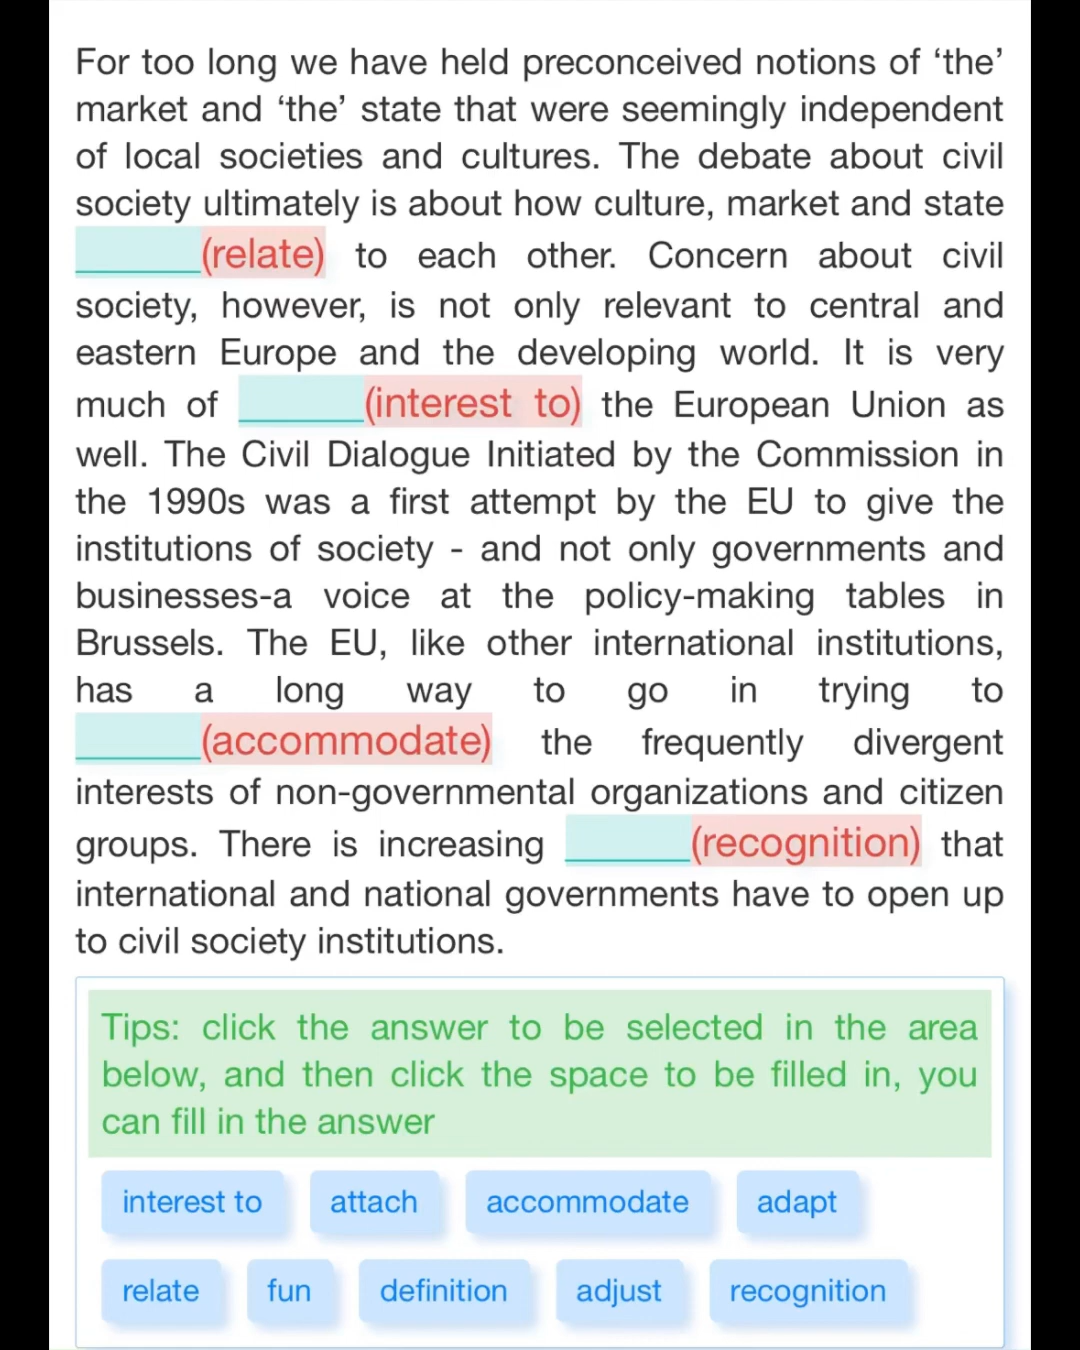 For too long we have held preconceived notions of ‘the’
market and ‘the’ state that were seemingly independent
of local societies and cultures. The debate about civil
society ultimately is about how culture, market and state
______(relate) to each other. Concern about civil
society, however, is not only relevant to central and
eastern Europe and the developing world. It is very
much of ______(interest to) the European Union as
well. The Civil Dialogue Initiated by the Commission in
the 1990s was a first attempt by the EU to give the
institutions of society - and not only governments and
businesses-a voice at the policy-making tables in
Brussels. The EU, like other international institutions,
has a long way to go in trying to
______(accommodate) the frequently divergent
interests of non-governmental organizations and citizen
groups. There is increasing ______(recognition) that
international and national governments have to open up
to civil society institutions.
Tips: click the answer to be selected in the area
below, and then click the space to be filled in, you
can fill in the answer
interest to attach accommodate adapt
relate fun definition adjust recognition